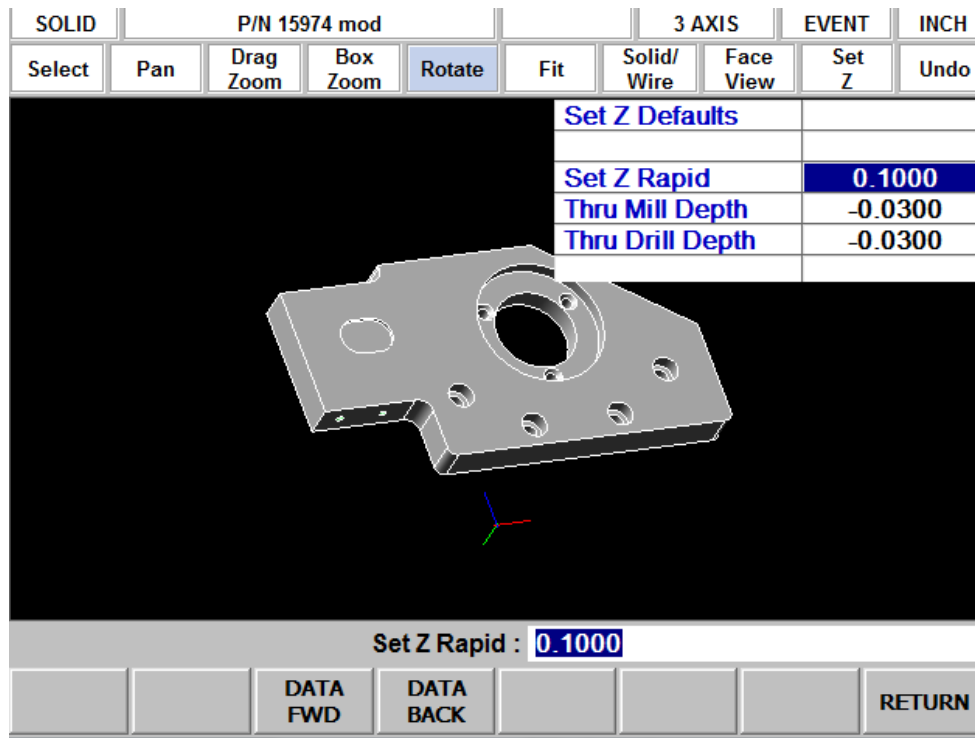 SOLID P/N 15974 mod 3 AXIS EVENT INCH
Select Pan Drag Zoom Box Zoom Rotate Fit Solid/ Wire Face View Set Z Undo
Set Z Defaults
Set Z Rapid 0.1000
Thru Mill Depth -0.0300
Thru Drill Depth -0.0300
Set Z Rapid : 0.1000
DATA FWD DATA BACK RETURN